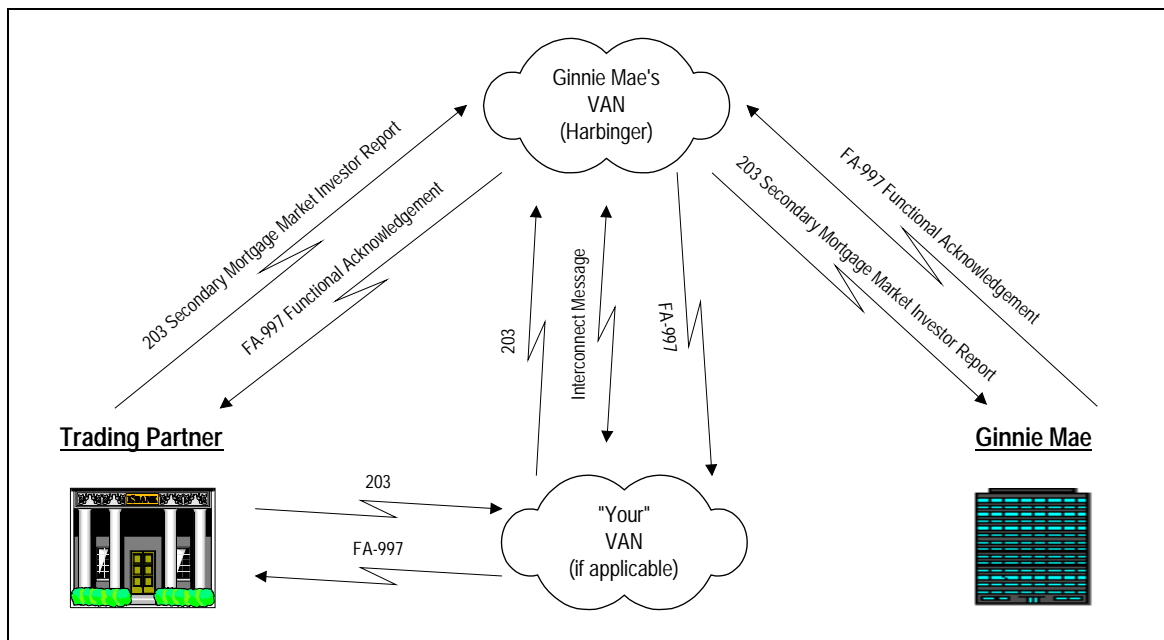 Ginnie Mae's
VAN
(Harbinger)
203 Secondary Mortgage Market Investor Report
FA-997 Functional Acknowledgement
203
Interconnect Message
FA-997
203 Secondary Mortgage Market Investor Report
FA-997 Functional Acknowledgement
Trading Partner
Ginnie Mae
BANK
203
FA-997
"Your"
VAN
(if applicable)